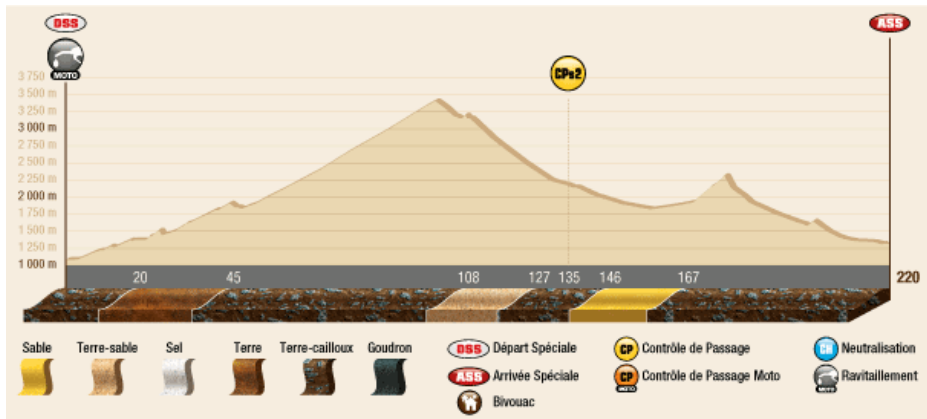 DSS
ASS
MOTO
CPs2
3 750
3 500 m
3 250 m
3 000 m
2 750 m
2 500 m
2 250 m
2 000 m
1 750 m
1 500 m
1 250 m
1 000 m
20 45 108 127 135 146 167 220
Sable Terre-sable Sel Terre Terre-cailloux Goudron
DSS Départ Spéciale
ASS Arrivée Spéciale
Bivouac
CP Contrôle de Passage
CP MOTO Contrôle de Passage Moto
CN Neutralisation
MOTO Ravitaillement